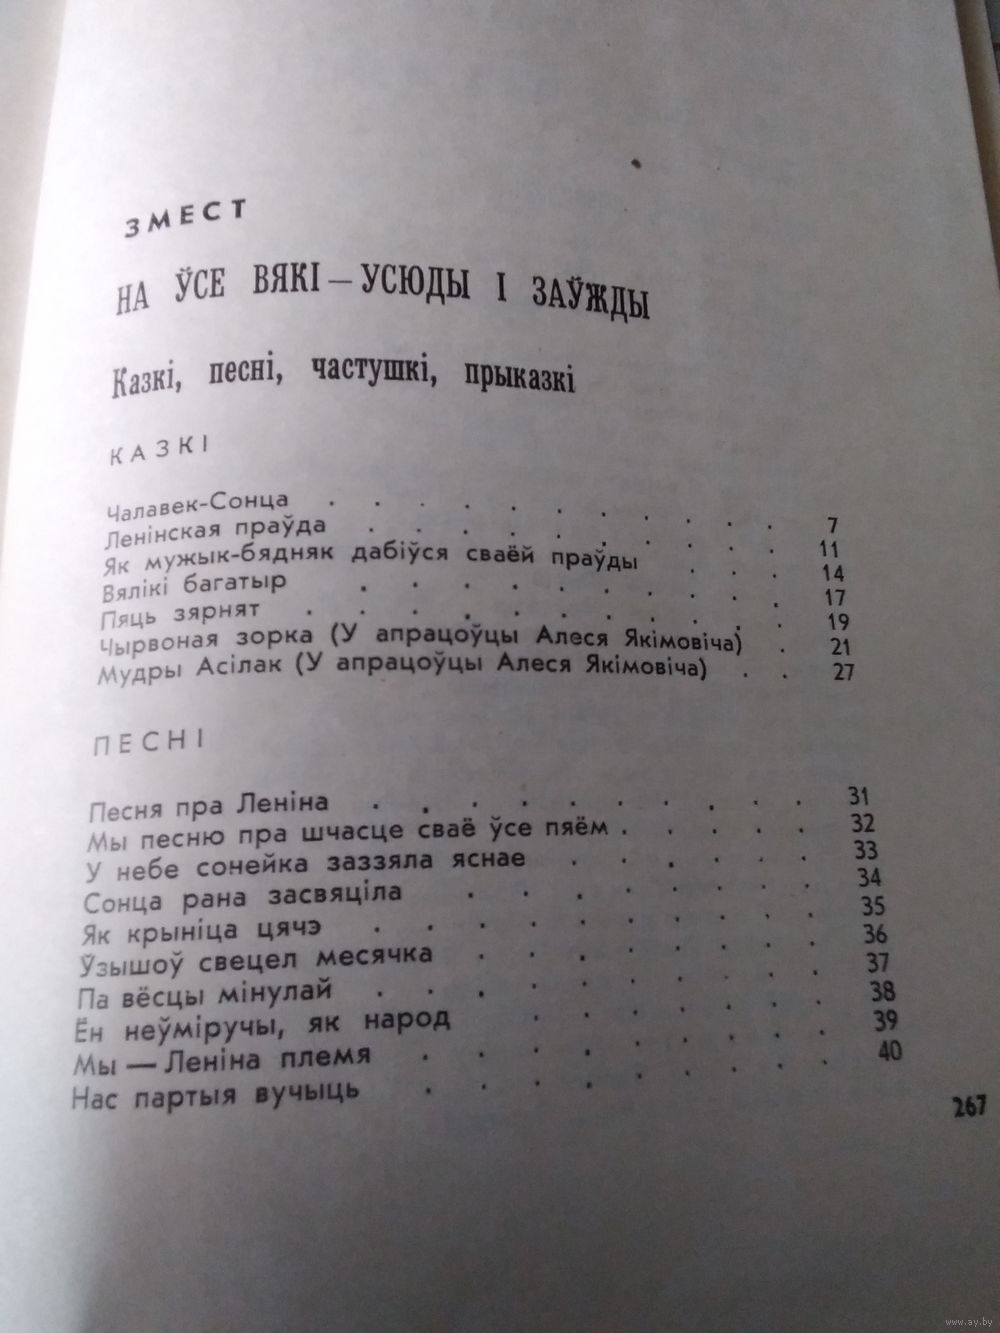 ЗМЕСТ
НА ЎСЕ ВЯКІ — УСЮДЫ І ЗАЎЖДЫ
Казкі, песні, частушкі, прыказкі
КАЗКІ
Чалавек-Сонца . . . . . . . . . . 7
Ленінская праўда . . . . . . . . . 11
Як мужык-бядняк дабіўся сваёй праўды . . . 14
Вялікі багатыр . . . . . . . . . 17
Пяць зярнят . . . . . . . . . . 19
Чырвоная зорка (У апрацоўцы Алеся Якімовіча) . 21
Мудры Асілак (У апрацоўцы Алеся Якімовіча) . . 27
ПЕСНІ
Песня пра Леніна . . . . . . . . . . 31
Мы песню пра шчасце сваё ўсе пяём . . . . . 32
У небе сонейка заззяла яснае . . . . . . 33
Сонца рана засвяціла . . . . . . . 34
Як крыніца цячэ . . . . . . . . . 35
Ўзышоў свецел месячка . . . . . . . 36
Па вёсцы мінулай . . . . . . . . . 37
Ён неўміручы, як народ . . . . . . 38
Мы — Леніна племя . . . . . . . . 39
Нас партыя вучыць . . . . . . . . 40
267
www.ay.by